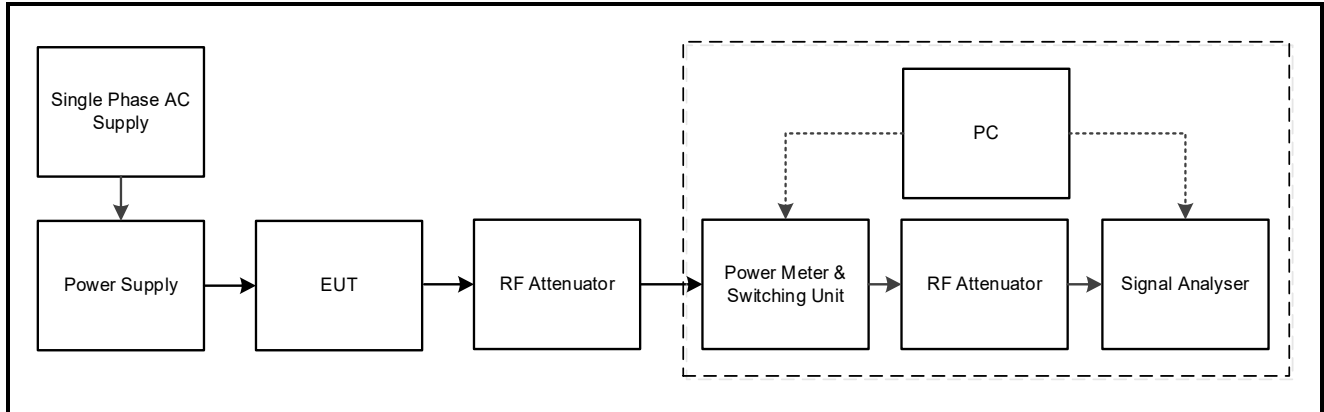 Single Phase AC
Supply
PC
Power Supply
EUT
RF Attenuator
Power Meter &
Switching Unit
RF Attenuator
Signal Analyser